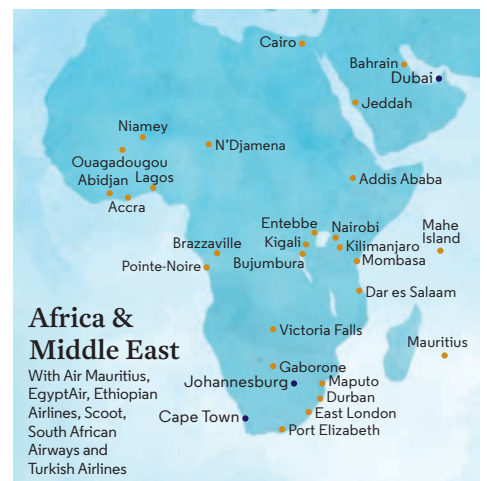 Cairo
Bahrain
Dubai
Jeddah
Niamey
N'Djamena
Ouagadougou
Abidjan
Lagos
Accra
Addis Ababa
Entebbe
Nairobi
Mahe
Island
Brazzaville
Kigali
Kilimanjaro
Pointe-Noire
Bujumbura
Mombasa
Dar es Salaam
Africa &
Middle East
Victoria Falls
Mauritius
With Air Mauritius,
EgyptAir, Ethiopian
Airlines, Scoot,
South African
Airways and
Turkish Airlines
Gaborone
Johannesburg
Maputo
Durban
Cape Town
East London
Port Elizabeth